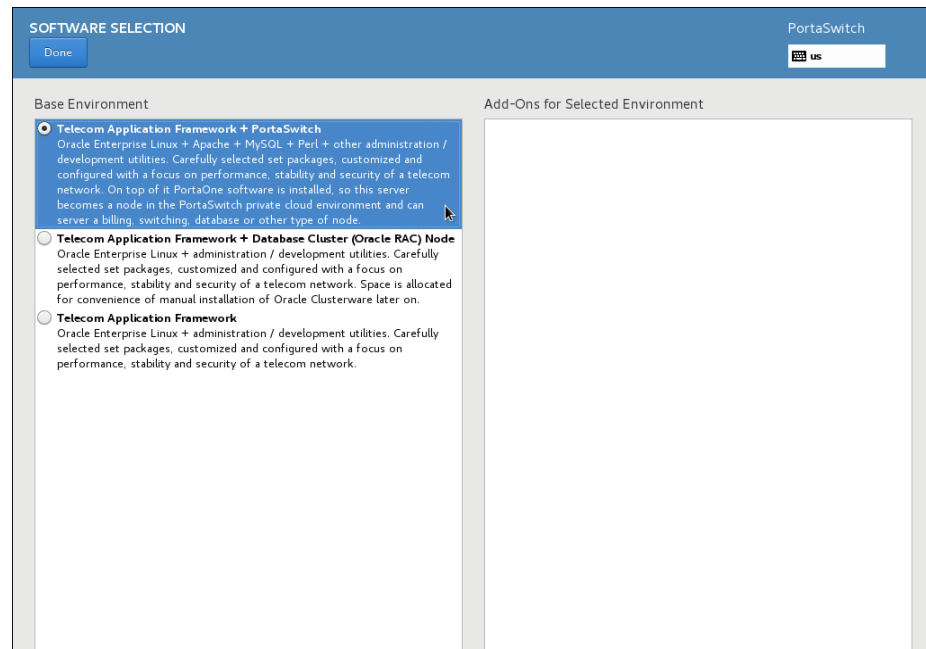 SOFTWARE SELECTION
PortaSwitch
Done
us
Base Environment
Add-Ons for Selected Environment
Telecom Application Framework + PortaSwitch
Oracle Enterprise Linux + Apache + MySQL + Perl + other administration /
development utilities. Carefully selected set packages, customized and
configured with a focus on performance, stability and security of a telecom
network. On top of it PortaOne software is installed, so this server
becomes a node in the PortaSwitch private cloud environment and can
server a billing, switching, database or other type of node.
Telecom Application Framework + Database Cluster (Oracle RAC) Node
Oracle Enterprise Linux + administration / development utilities. Carefully
selected set packages, customized and configured with a focus on
performance, stability and security of a telecom network. Space is allocated
for convenience of manual installation of Oracle Clusterware later on.
Telecom Application Framework
Oracle Enterprise Linux + administration / development utilities. Carefully
selected set packages, customized and configured with a focus on
performance, stability and security of a telecom network.